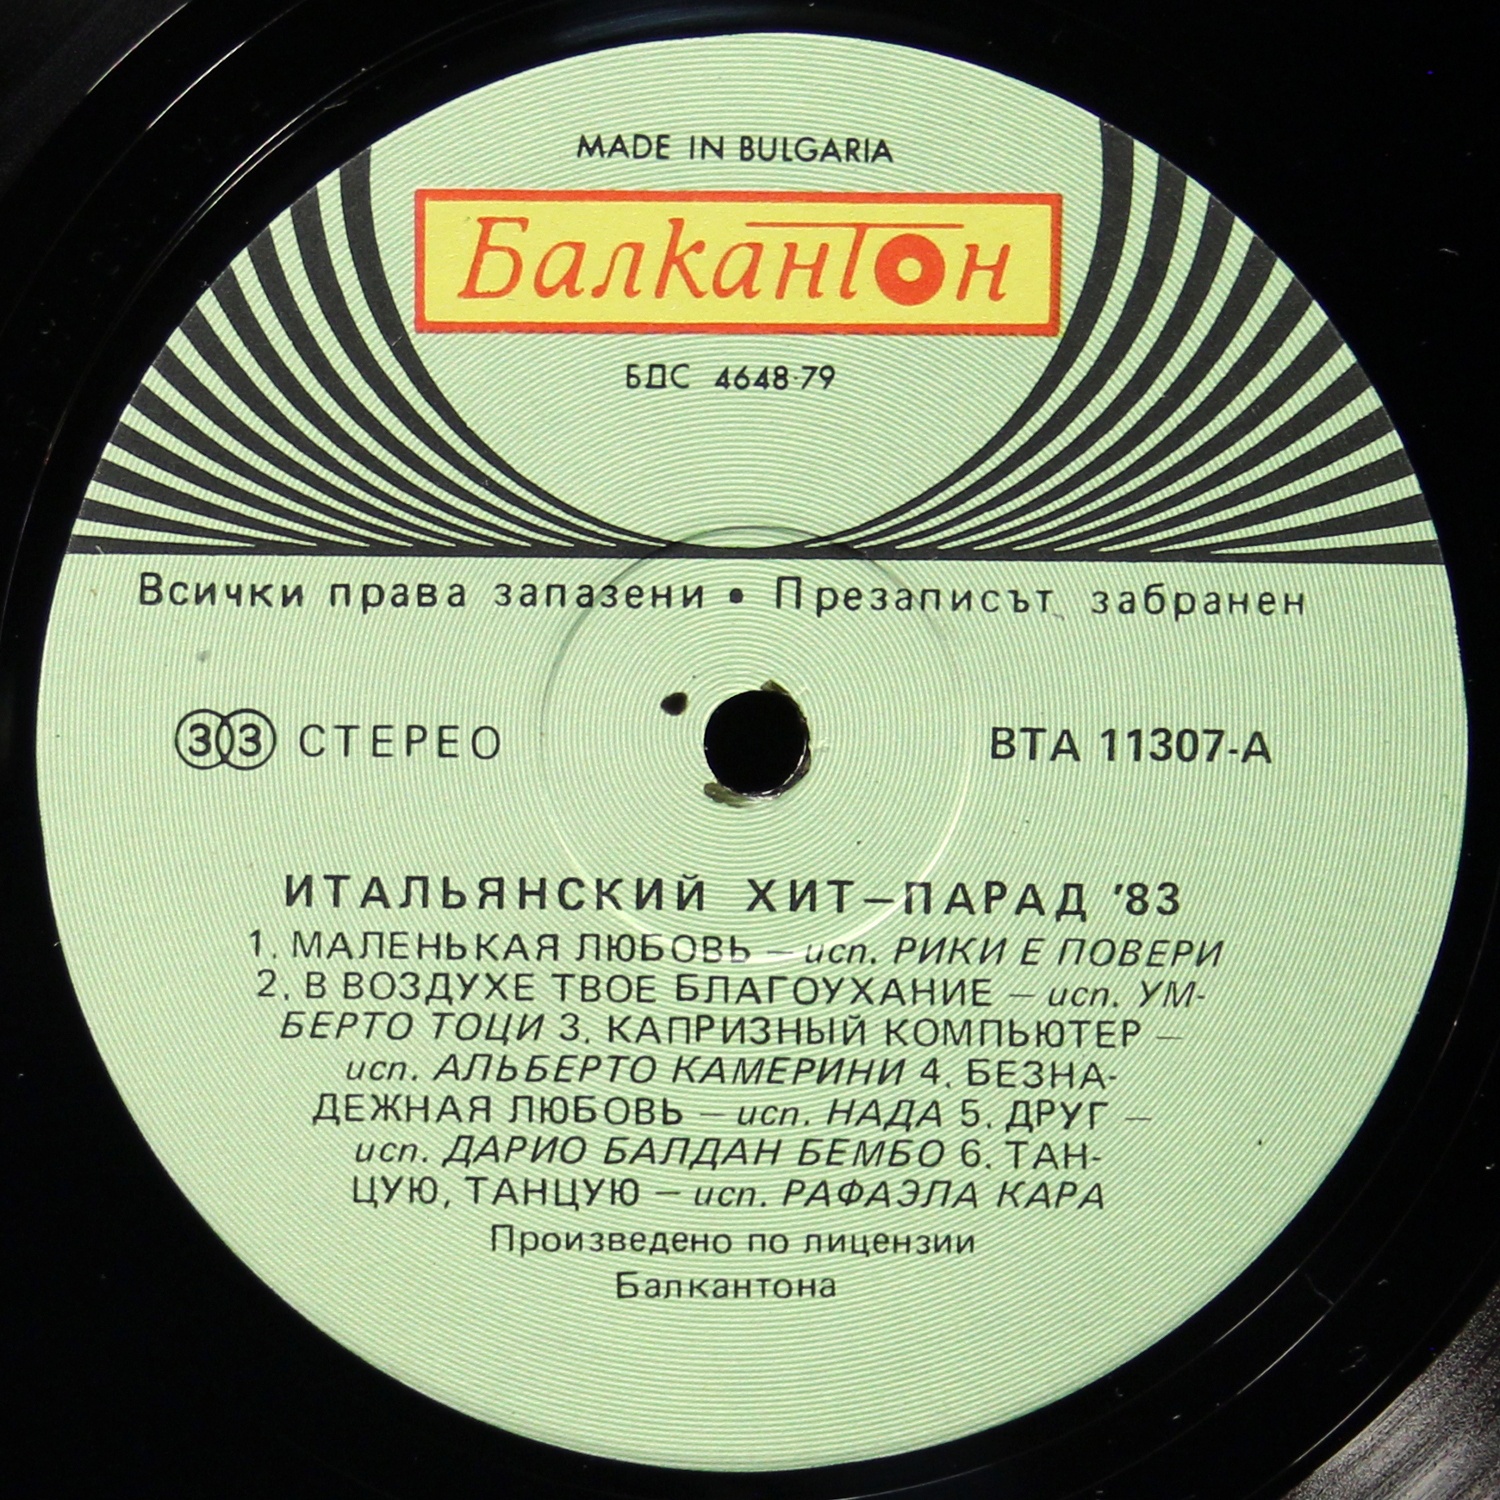 MADE IN BULGARIA
Балкантон
БДС 4648-79
Всички права запазени • Презаписът забранен
33 СТЕРЕО
ВТА 11307-А
ИТАЛЬЯНСКИЙ ХИТ–ПАРАД '83
1. МАЛЕНЬКАЯ ЛЮБОВЬ – исп. РИКИ Е ПОВЕРИ
2. В ВОЗДУХЕ ТВОЕ БЛАГОУХАНИЕ – исп. УМ-
БЕРТО ТОЦИ 3. КАПРИЗНЫЙ КОМПЬЮТЕР –
исп. АЛЬБЕРТО КАМЕРИНИ 4. БЕЗНА-
ДЕЖНАЯ ЛЮБОВЬ – исп. НАДА 5. ДРУГ –
исп. ДАРИО БАЛДАН БЕМБО 6. ТАН-
ЦУЮ, ТАНЦУЮ – исп. РАФАЭЛА КАРА
Произведено по лицензии
Балкантона